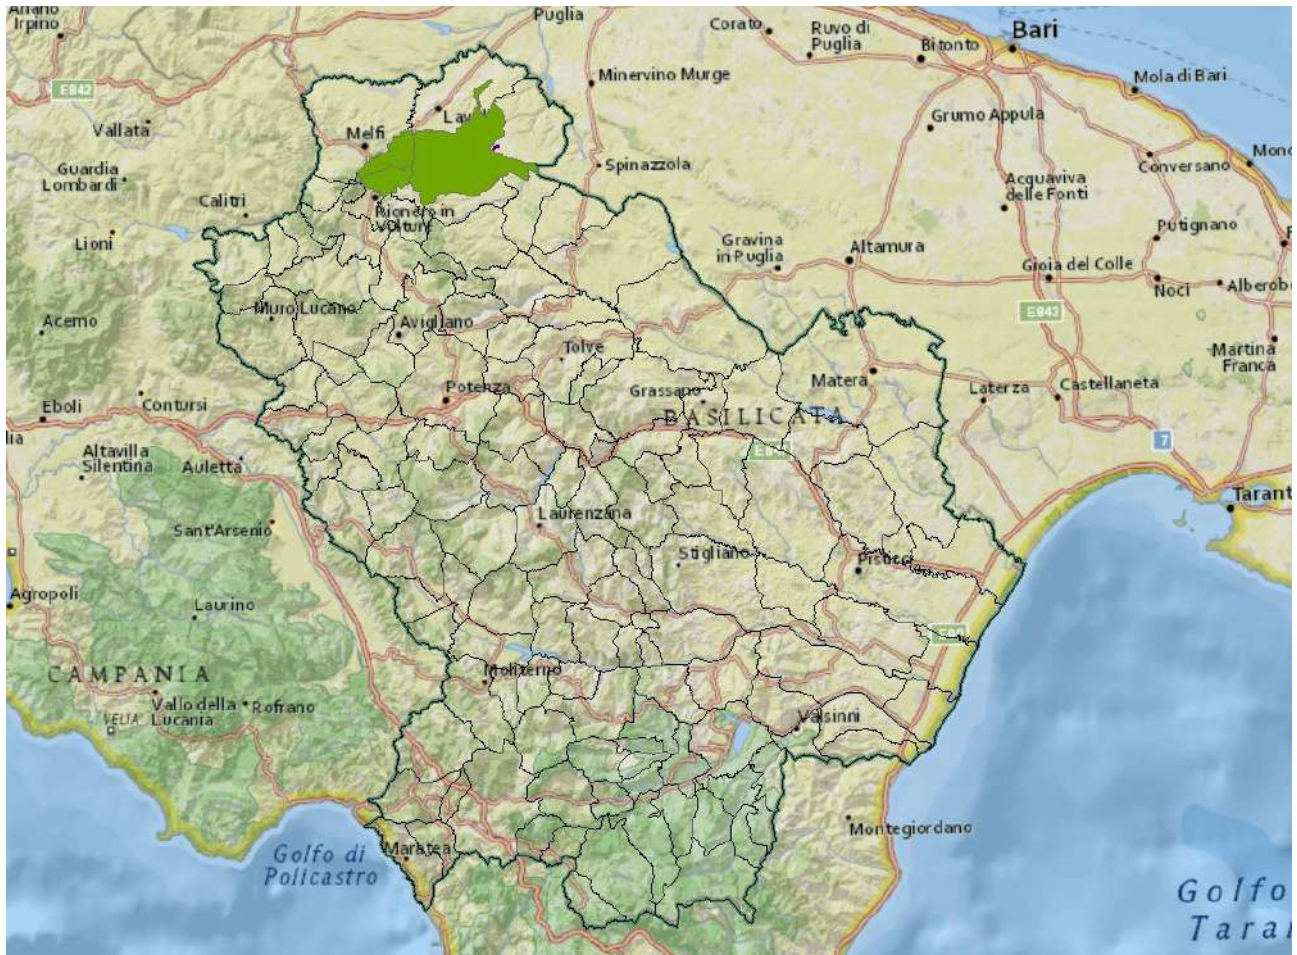 Ariano
Irpino
Puglia
Corato
Ruvo di
Puglia
Bitonto
Bari
E842
Minervino Murge
Mola di Bari
Vallata
Melfi
Grumo Appula
Guardia
Lombardi
Spinazzola
Conversano
Calitri
Acquaviva
delle Fonti
Rionero in
Vulture
Lioni
Putignano
Gravina
in Puglia
Altamura
Gioia del Colle
Noci
Alberob
Acerno
Muro Lucano
Avigliano
E843
Tolve
Martina
Franca
Potenza
Grassano
Matera
Laterza
Castellaneta
Eboli
Contursi
BASILICATA
7
Altavilla
Silentina
Auletta
Tarant
Sant'Arsenio
Laurenzana
Stigliano
Pisticci
Agropoli
Laurino
CAMPANIA
Moliterno
Vallo della
Lucania
Rofrano
VELIA
Valsinni
Montegiordano
Golfo di
Policastro
Maratea
Golfo
Tara